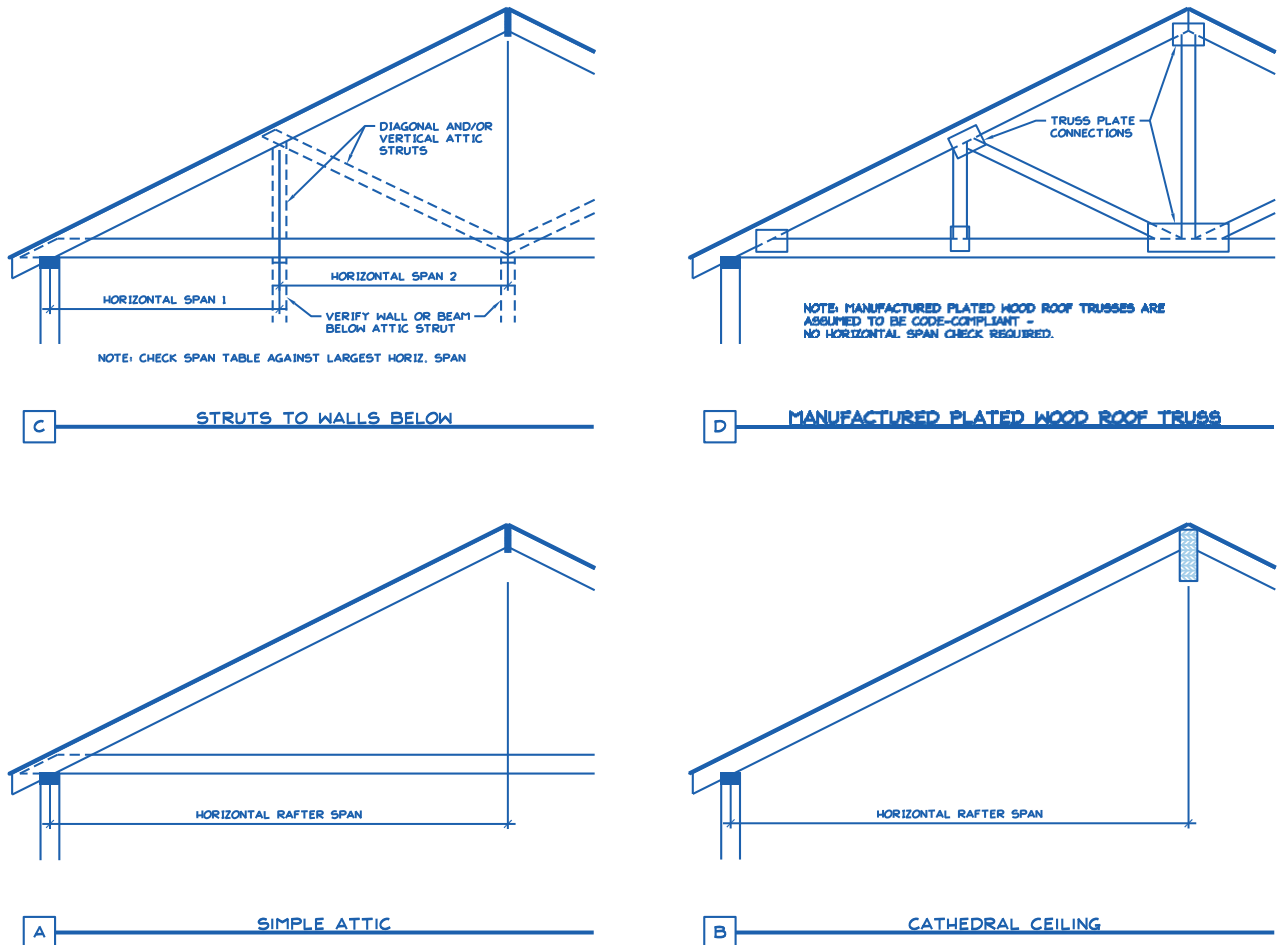 DIAGONAL AND/OR
VERTICAL ATTIC
STRUTS
HORIZONTAL SPAN 2
HORIZONTAL SPAN 1
VERIFY WALL OR BEAM
BELOW ATTIC STRUT
NOTE: CHECK SPAN TABLE AGAINST LARGEST HORIZ. SPAN
C
STRUTS TO WALLS BELOW
TRUSS PLATE
CONNECTIONS
NOTE: MANUFACTURED PLATED WOOD ROOF TRUSSES ARE
ASSUMED TO BE CODE-COMPLIANT -
NO HORIZONTAL SPAN CHECK REQUIRED.
D
MANUFACTURED PLATED WOOD ROOF TRUSS
HORIZONTAL RAFTER SPAN
A
SIMPLE ATTIC
HORIZONTAL RAFTER SPAN
B
CATHEDRAL CEILING